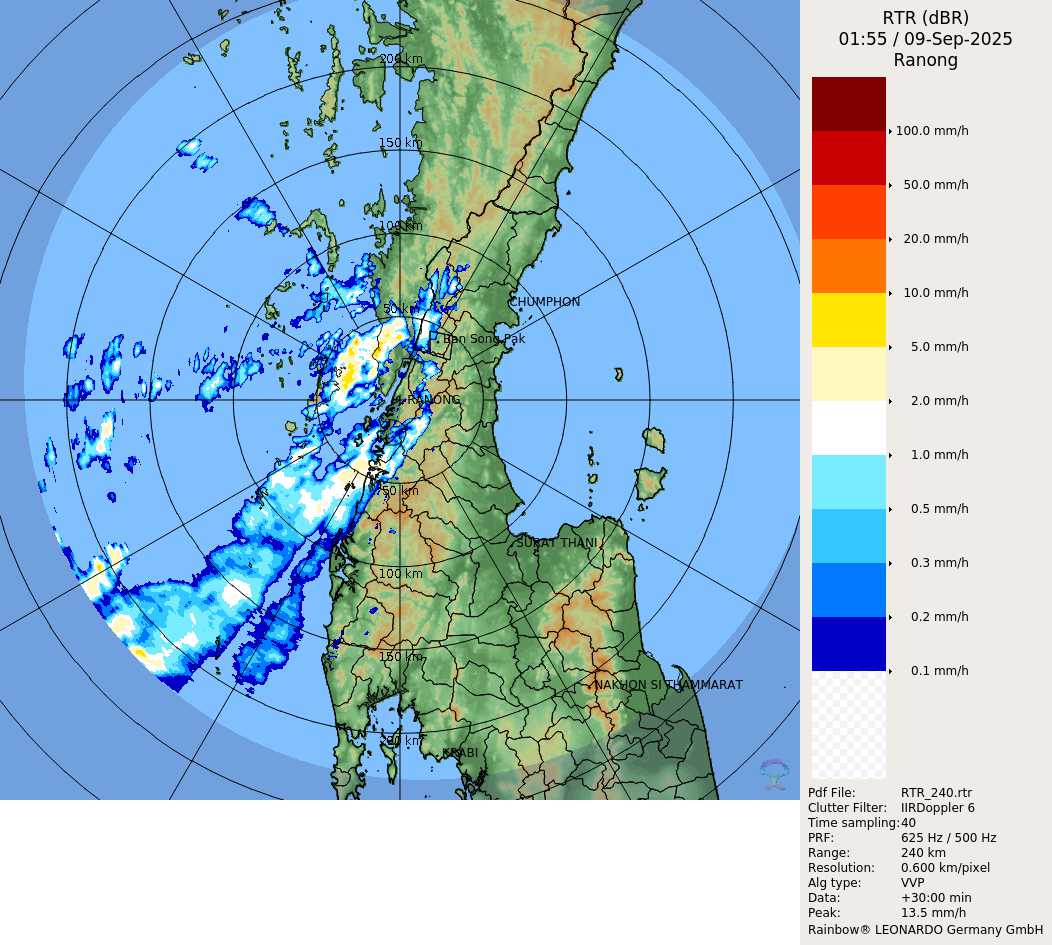 RTR (dBR)
01:55 / 09-Sep-2025
Ranong
200 km
150 km
100 km
50 km
CHUMPHON
Ban Song Pak
RANONG
50 km
SURAT THANI
100 km
150 km
NAKHON SI THAMMARAT
200 km
KRABI
100.0 mm/h
50.0 mm/h
20.0 mm/h
10.0 mm/h
5.0 mm/h
2.0 mm/h
1.0 mm/h
0.5 mm/h
0.3 mm/h
0.2 mm/h
0.1 mm/h
Pdf File: RTR_240.rtr
Clutter Filter: IIRDoppler 6
Time sampling: 40
PRF: 625 Hz / 500 Hz
Range: 240 km
Resolution: 0.600 km/pixel
Alg type: VVP
Data: +30:00 min
Peak: 13.5 mm/h
Rainbow® LEONARDO Germany GmbH